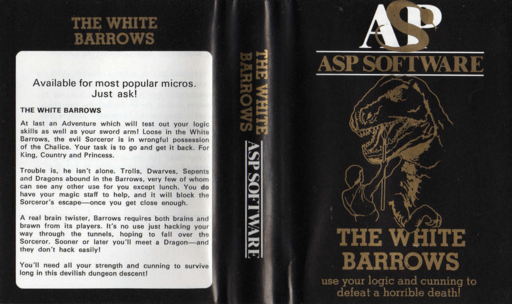 THE WHITE
BARROWS
Available for most popular micros.
Just ask!
THE WHITE BARROWS
At last an Adventure which will test out your logic
skills as well as your sword arm! Loose in the White
Barrows, the evil Sorceror is in wrongful possession
of the Chalice. Your task is to go and get it back. For
King, Country and Princess.
Trouble is, he isn't alone. Trolls, Dwarves, Sepents
and Dragons abound in the Barrows, very few of whom
can see any other use for you except lunch. You do
have your magic staff to help, and it will block the
Sorceror's escape—once you get close enough.
A real brain twister, Barrows requires both brains and
brawn from its players. It's no use just hacking your
way through the tunnels, hoping to fall over the
Sorceror. Sooner or later you'll meet a Dragon—and
they don't hack easily!
You'll need all your strength and cunning to survive
long in this devilish dungeon descent!
THE WHITE
BARROWS
ASP SOFTWARE
ASP
ASP SOFTWARE
THE WHITE
BARROWS
use your logic and cunning to
defeat a horrible death!